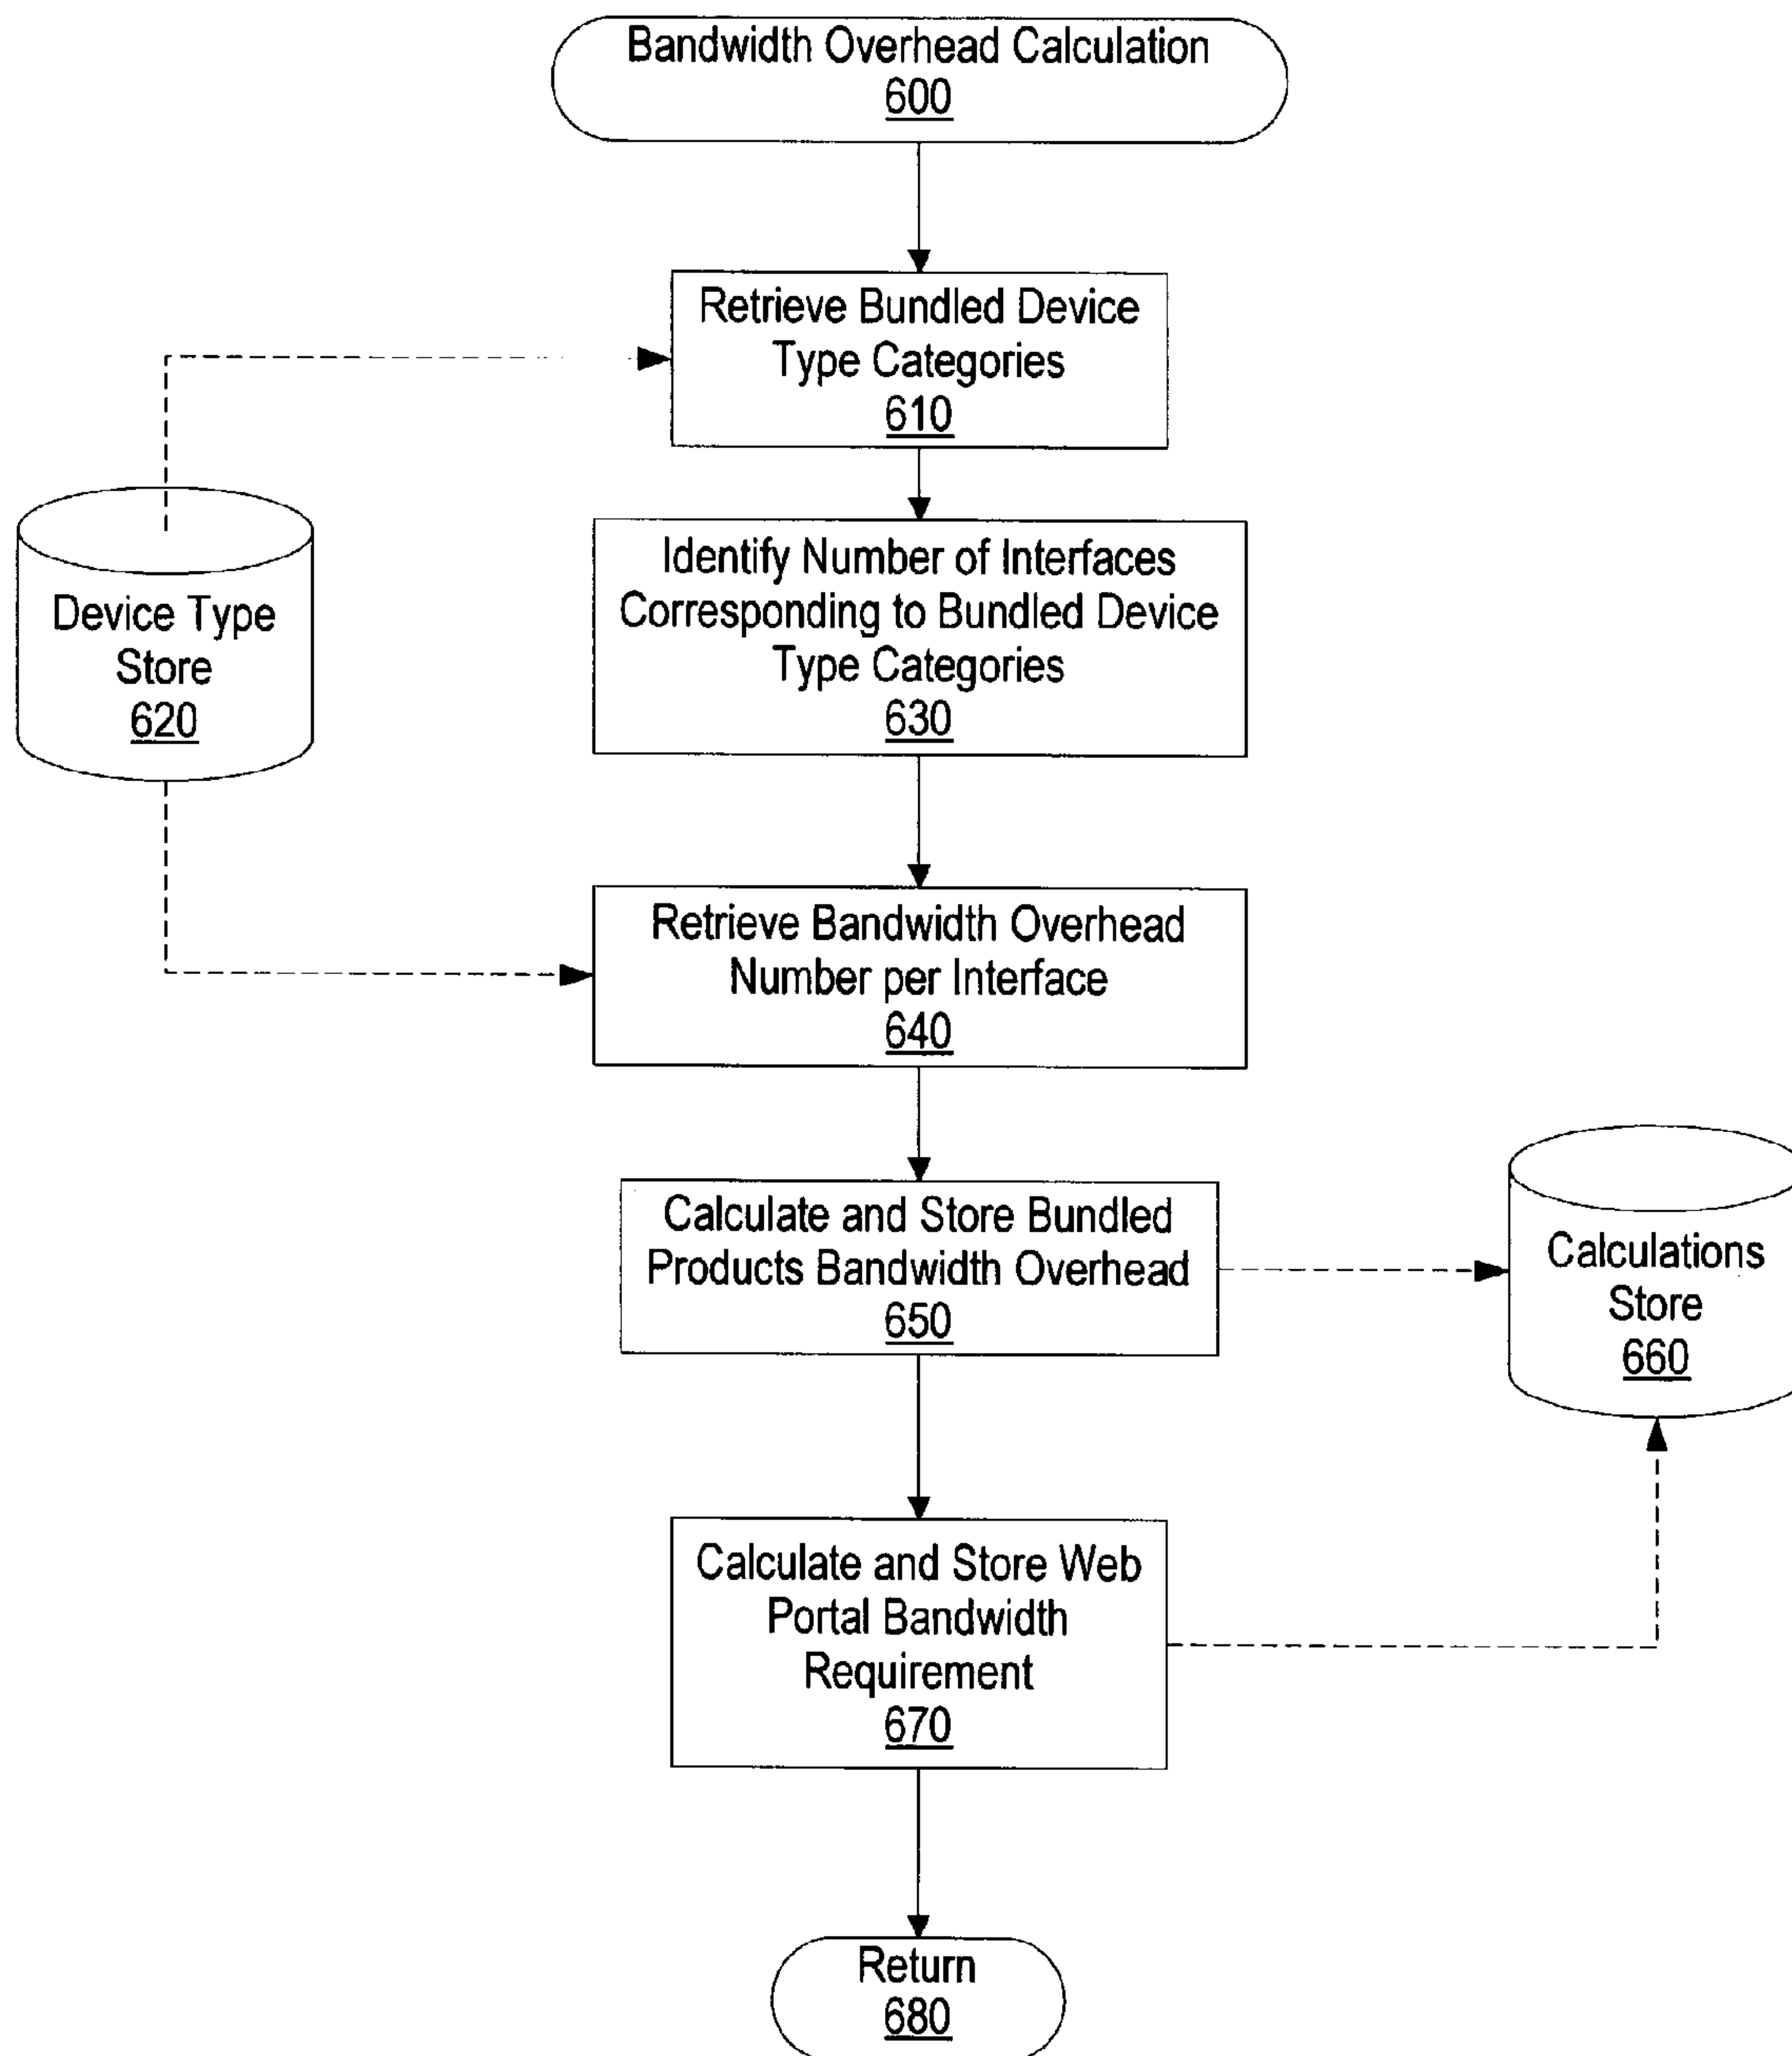 Bandwidth Overhead Calculation
600
Retrieve Bundled Device
Type Categories
610
Device Type
Store
620
Identify Number of Interfaces
Corresponding to Bundled Device
Type Categories
630
Retrieve Bandwidth Overhead
Number per Interface
640
Calculate and Store Bundled
Products Bandwidth Overhead
650
Calculations
Store
660
Calculate and Store Web
Portal Bandwidth
Requirement
670
Return
680